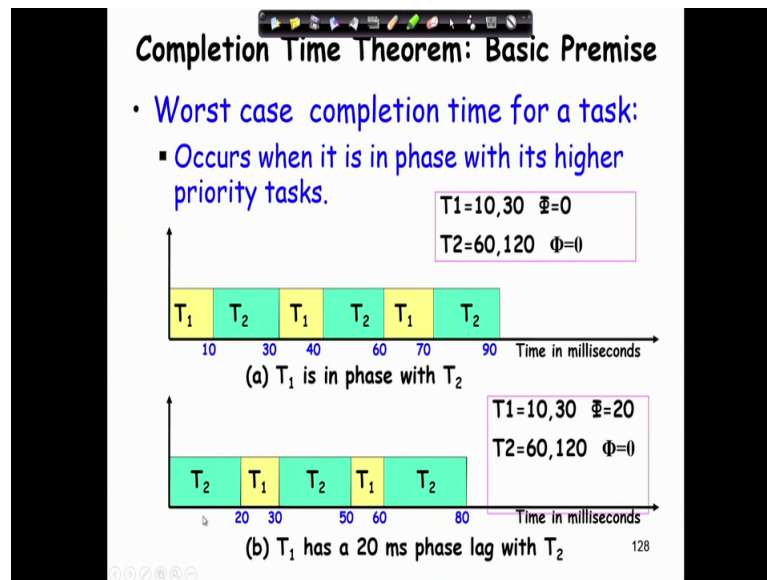 Completion Time Theorem: Basic Premise
• Worst case completion time for a task:
▪ Occurs when it is in phase with its higher
priority tasks.
T1=10,30 Φ=0
T2=60,120 Φ=0
T₁ T₂ T₁ T₂ T₁ T₂
10 30 40 60 70 90 Time in milliseconds
(a) T₁ is in phase with T₂
T1=10,30 Φ=20
T2=60,120 Φ=0
T₂ T₁ T₂ T₁ T₂
20 30 50 60 80 Time in milliseconds
(b) T₁ has a 20 ms phase lag with T₂
128